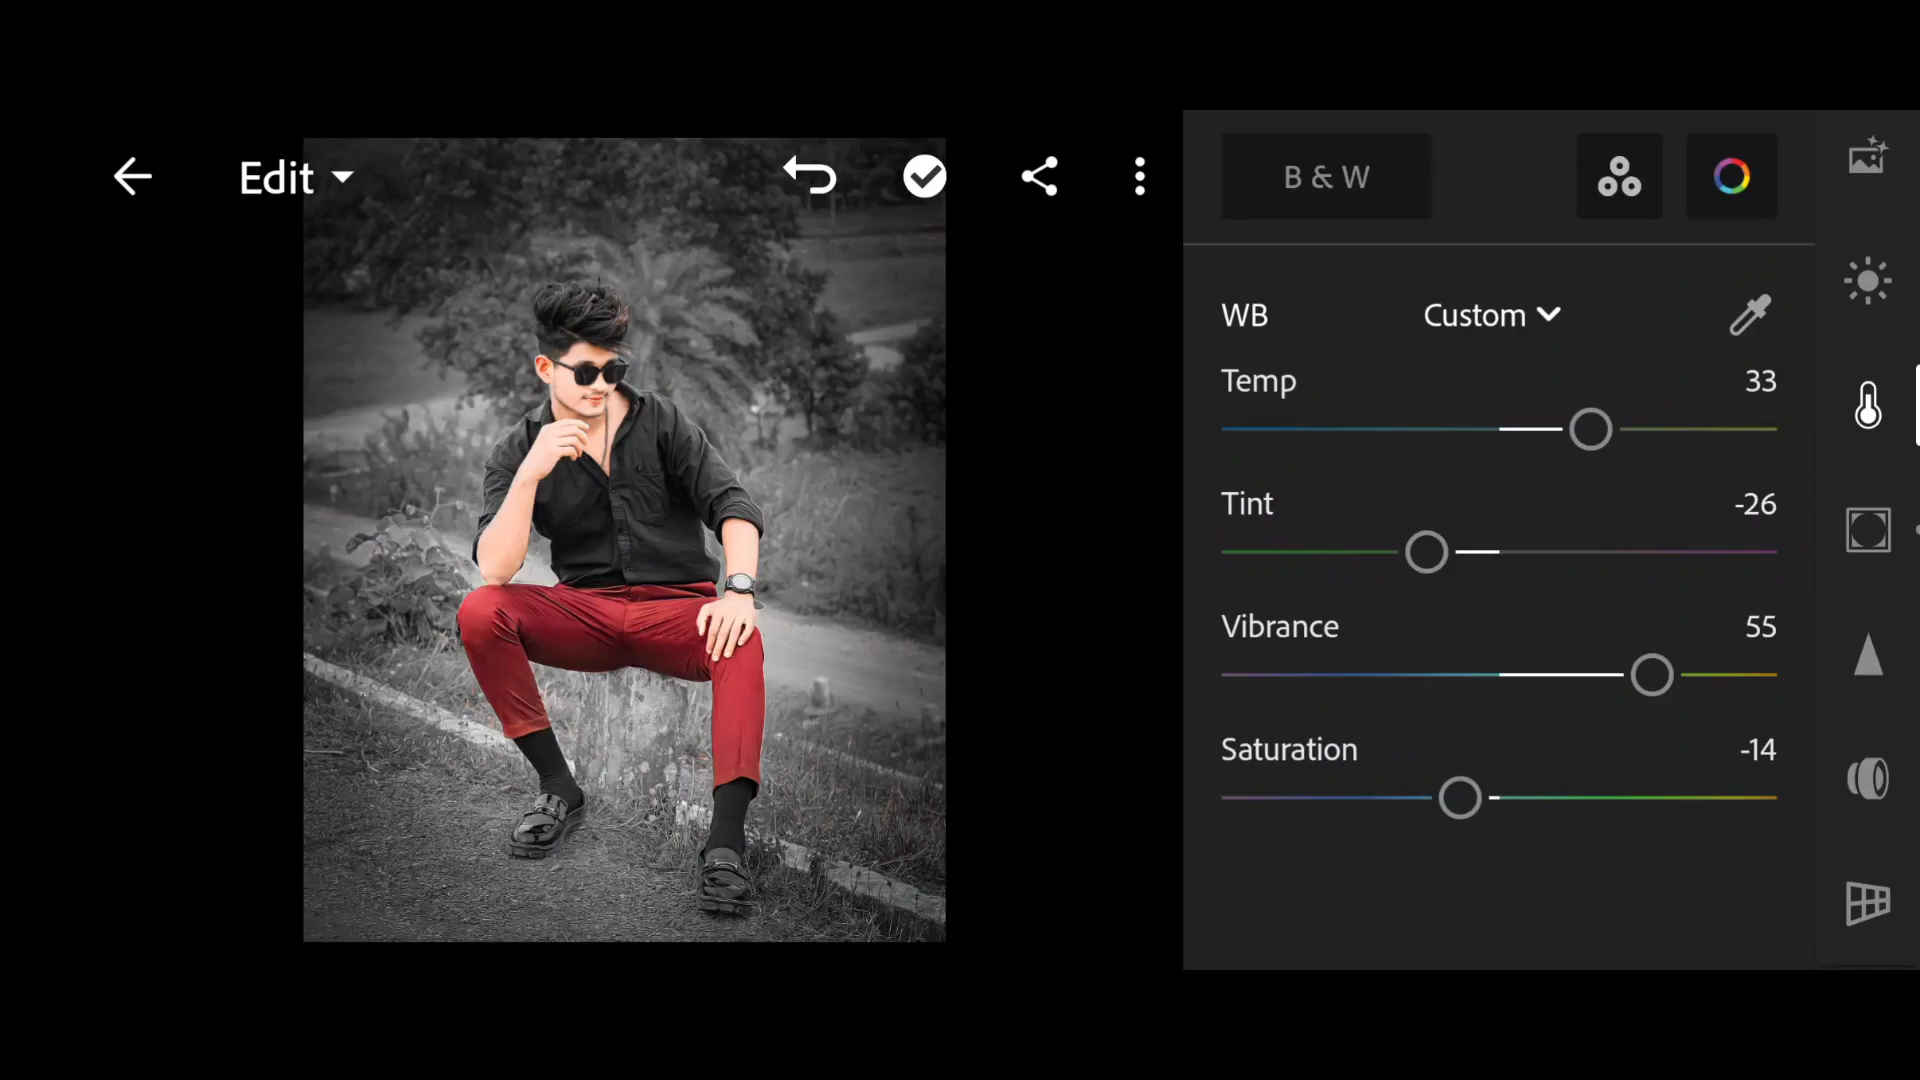 Edit
B & W
WB Custom
Temp 33
Tint -26
Vibrance 55
Saturation -14